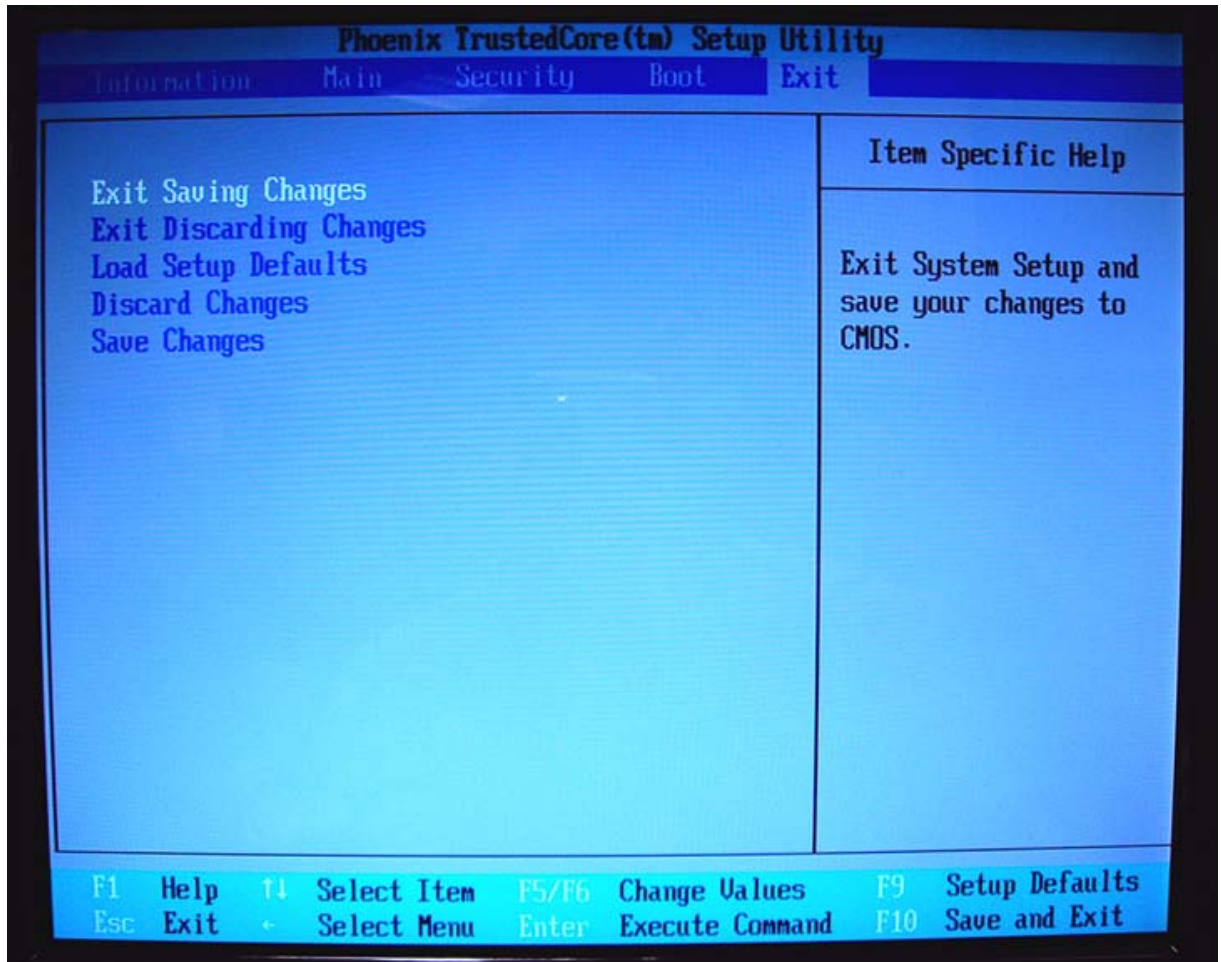 Phoenix TrustedCore(tm) Setup Utility
Information Main Security Boot Exit
Item Specific Help
Exit Saving Changes
Exit Discarding Changes
Load Setup Defaults
Discard Changes
Save Changes
Exit System Setup and
save your changes to
CMOS.
F1 Help ↑↓ Select Item F5/F6 Change Values F9 Setup Defaults
Esc Exit ← Select Menu Enter Execute Command F10 Save and Exit